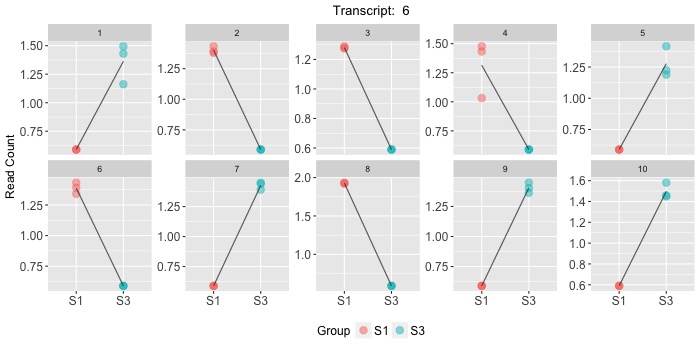 Transcript: 6
1 2 3 4 5
1.50 1.25 1.00 0.75
1.25 1.00 0.75
1.2 1.0 0.8 0.6
1.50 1.25 1.00 0.75
1.25 1.00 0.75
Read Count
6 7 8 9 10
1.25 1.00 0.75
1.25 1.00 0.75
2.0 1.5 1.0
1.25 1.00 0.75
1.6 1.4 1.2 1.0 0.8 0.6
S1 S3 S1 S3 S1 S3 S1 S3 S1 S3
Group S1 S3